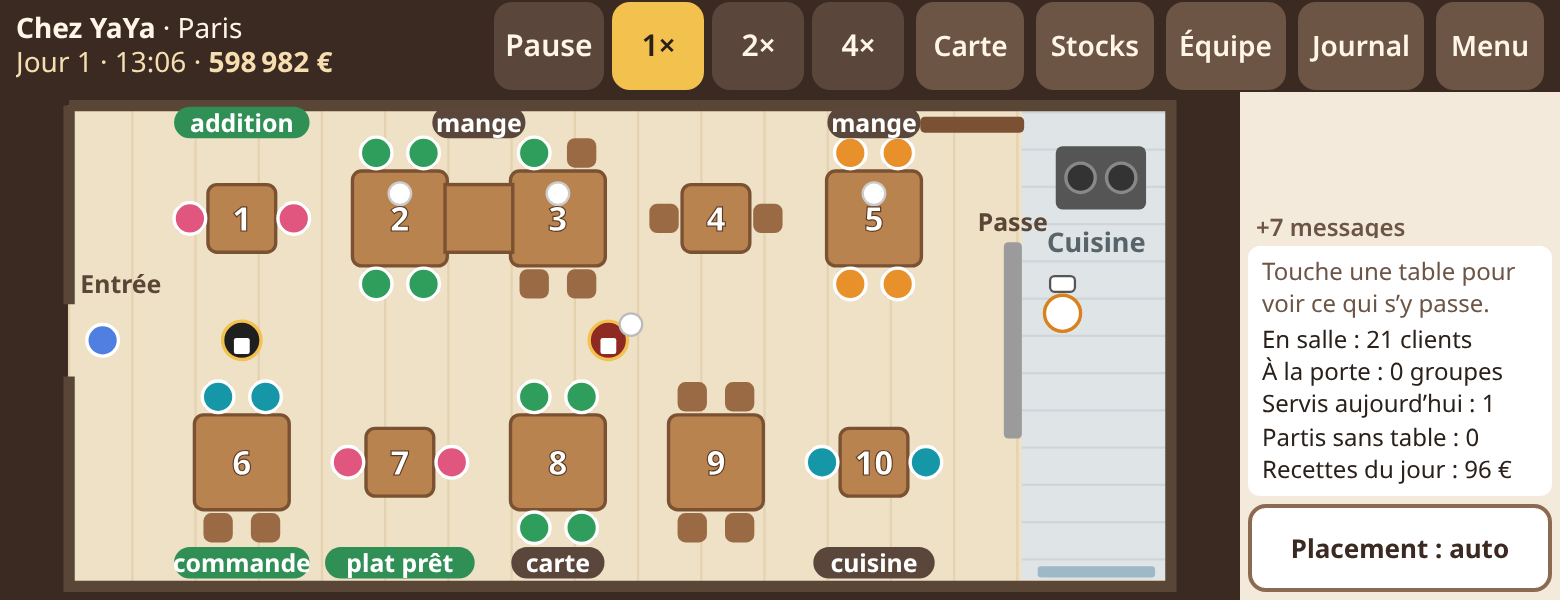 Chez YaYa · Paris
Jour 1 · 13:06 · 598 982 €
Pause
1×
2×
4×
Carte
Stocks
Équipe
Journal
Menu
addition
mange
mange
1
2
3
4
5
Passe
Cuisine
Entrée
6
7
8
9
10
commande
plat prêt
carte
cuisine
+7 messages
Touche une table pour
voir ce qui s’y passe.
En salle : 21 clients
À la porte : 0 groupes
Servis aujourd’hui : 1
Partis sans table : 0
Recettes du jour : 96 €
Placement : auto